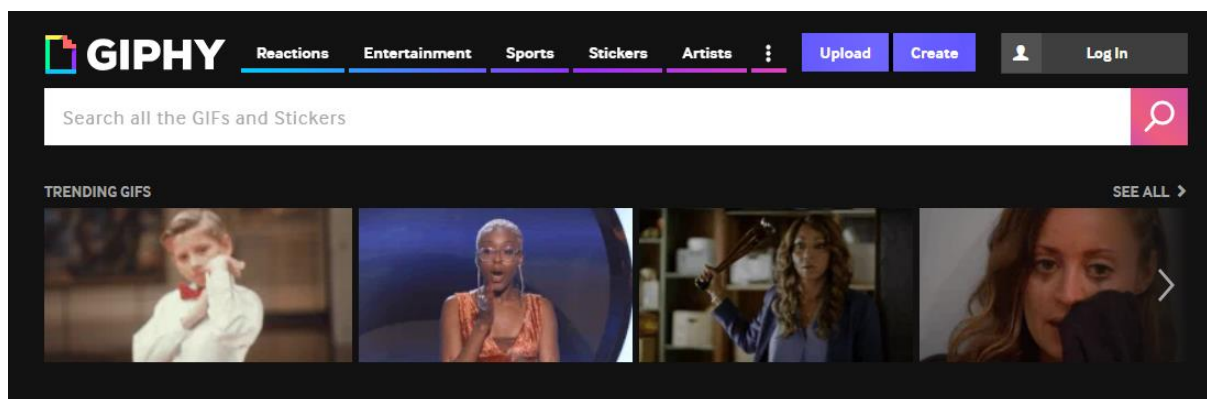 GIPHY Reactions Entertainment Sports Stickers Artists Upload Create Log In
Search all the GIFs and Stickers
TRENDING GIFS SEE ALL